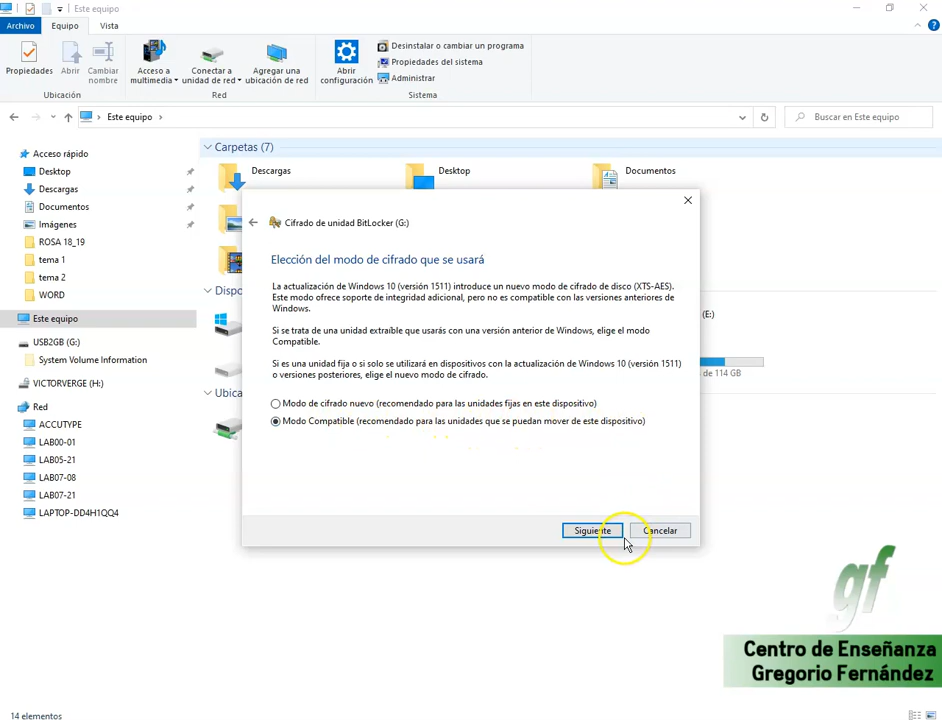 Este equipo
Archivo
Equipo
Vista
Propiedades
Abrir
Cambiar
nombre
Acceso a
multimedia
Conectar a
unidad de red
Agregar una
ubicación de red
Abrir
configuración
Desinstalar o cambiar un programa
Propiedades del sistema
Administrar
Ubicación
Red
Sistema
Este equipo
Buscar en Este equipo
Acceso rápido
Desktop
Descargas
Documentos
Imágenes
ROSA 18_19
tema 1
tema 2
WORD
Este equipo
USB2GB (G:)
System Volume Information
VICTORVERGE (H:)
Red
ACCUTYPE
LAB00-01
LAB05-21
LAB07-08
LAB07-21
LAPTOP-DD4H1QQ4
Carpetas (7)
Descargas
Desktop
Documentos
Dispo
(E:)
de 114 GB
Ubica
Cifrado de unidad BitLocker (G:)
Elección del modo de cifrado que se usará
La actualización de Windows 10 (versión 1511) introduce un nuevo modo de cifrado de disco (XTS-AES).
Este modo ofrece soporte de integridad adicional, pero no es compatible con las versiones anteriores de
Windows.
Si se trata de una unidad extraíble que usarás con una versión anterior de Windows, elige el modo
Compatible.
Si es una unidad fija o si solo se utilizará en dispositivos con la actualización de Windows 10 (versión 1511)
o versiones posteriores, elige el nuevo modo de cifrado.
Modo de cifrado nuevo (recomendado para las unidades fijas en este dispositivo)
Modo Compatible (recomendado para las unidades que se puedan mover de este dispositivo)
Siguiente
Cancelar
gf
Centro de Enseñanza
Gregorio Fernández
14 elementos